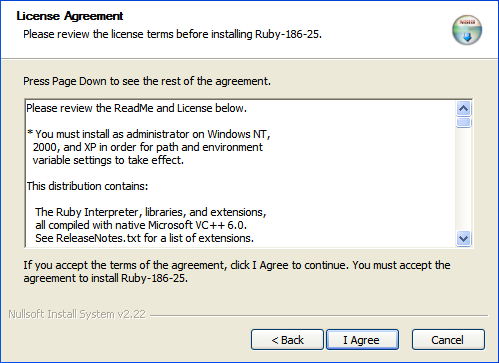 License Agreement
Please review the license terms before installing Ruby-186-25.
Press Page Down to see the rest of the agreement.
Please review the ReadMe and License below.
* You must install as administrator on Windows NT,
2000, and XP in order for path and environment
variable settings to take effect.
This distribution contains:
The Ruby Interpreter, libraries, and extensions,
all compiled with native Microsoft VC++ 6.0.
See ReleaseNotes.txt for a list of extensions.
If you accept the terms of the agreement, click I Agree to continue. You must accept the
agreement to install Ruby-186-25.
Nullsoft Install System v2.22
< Back
I Agree
Cancel